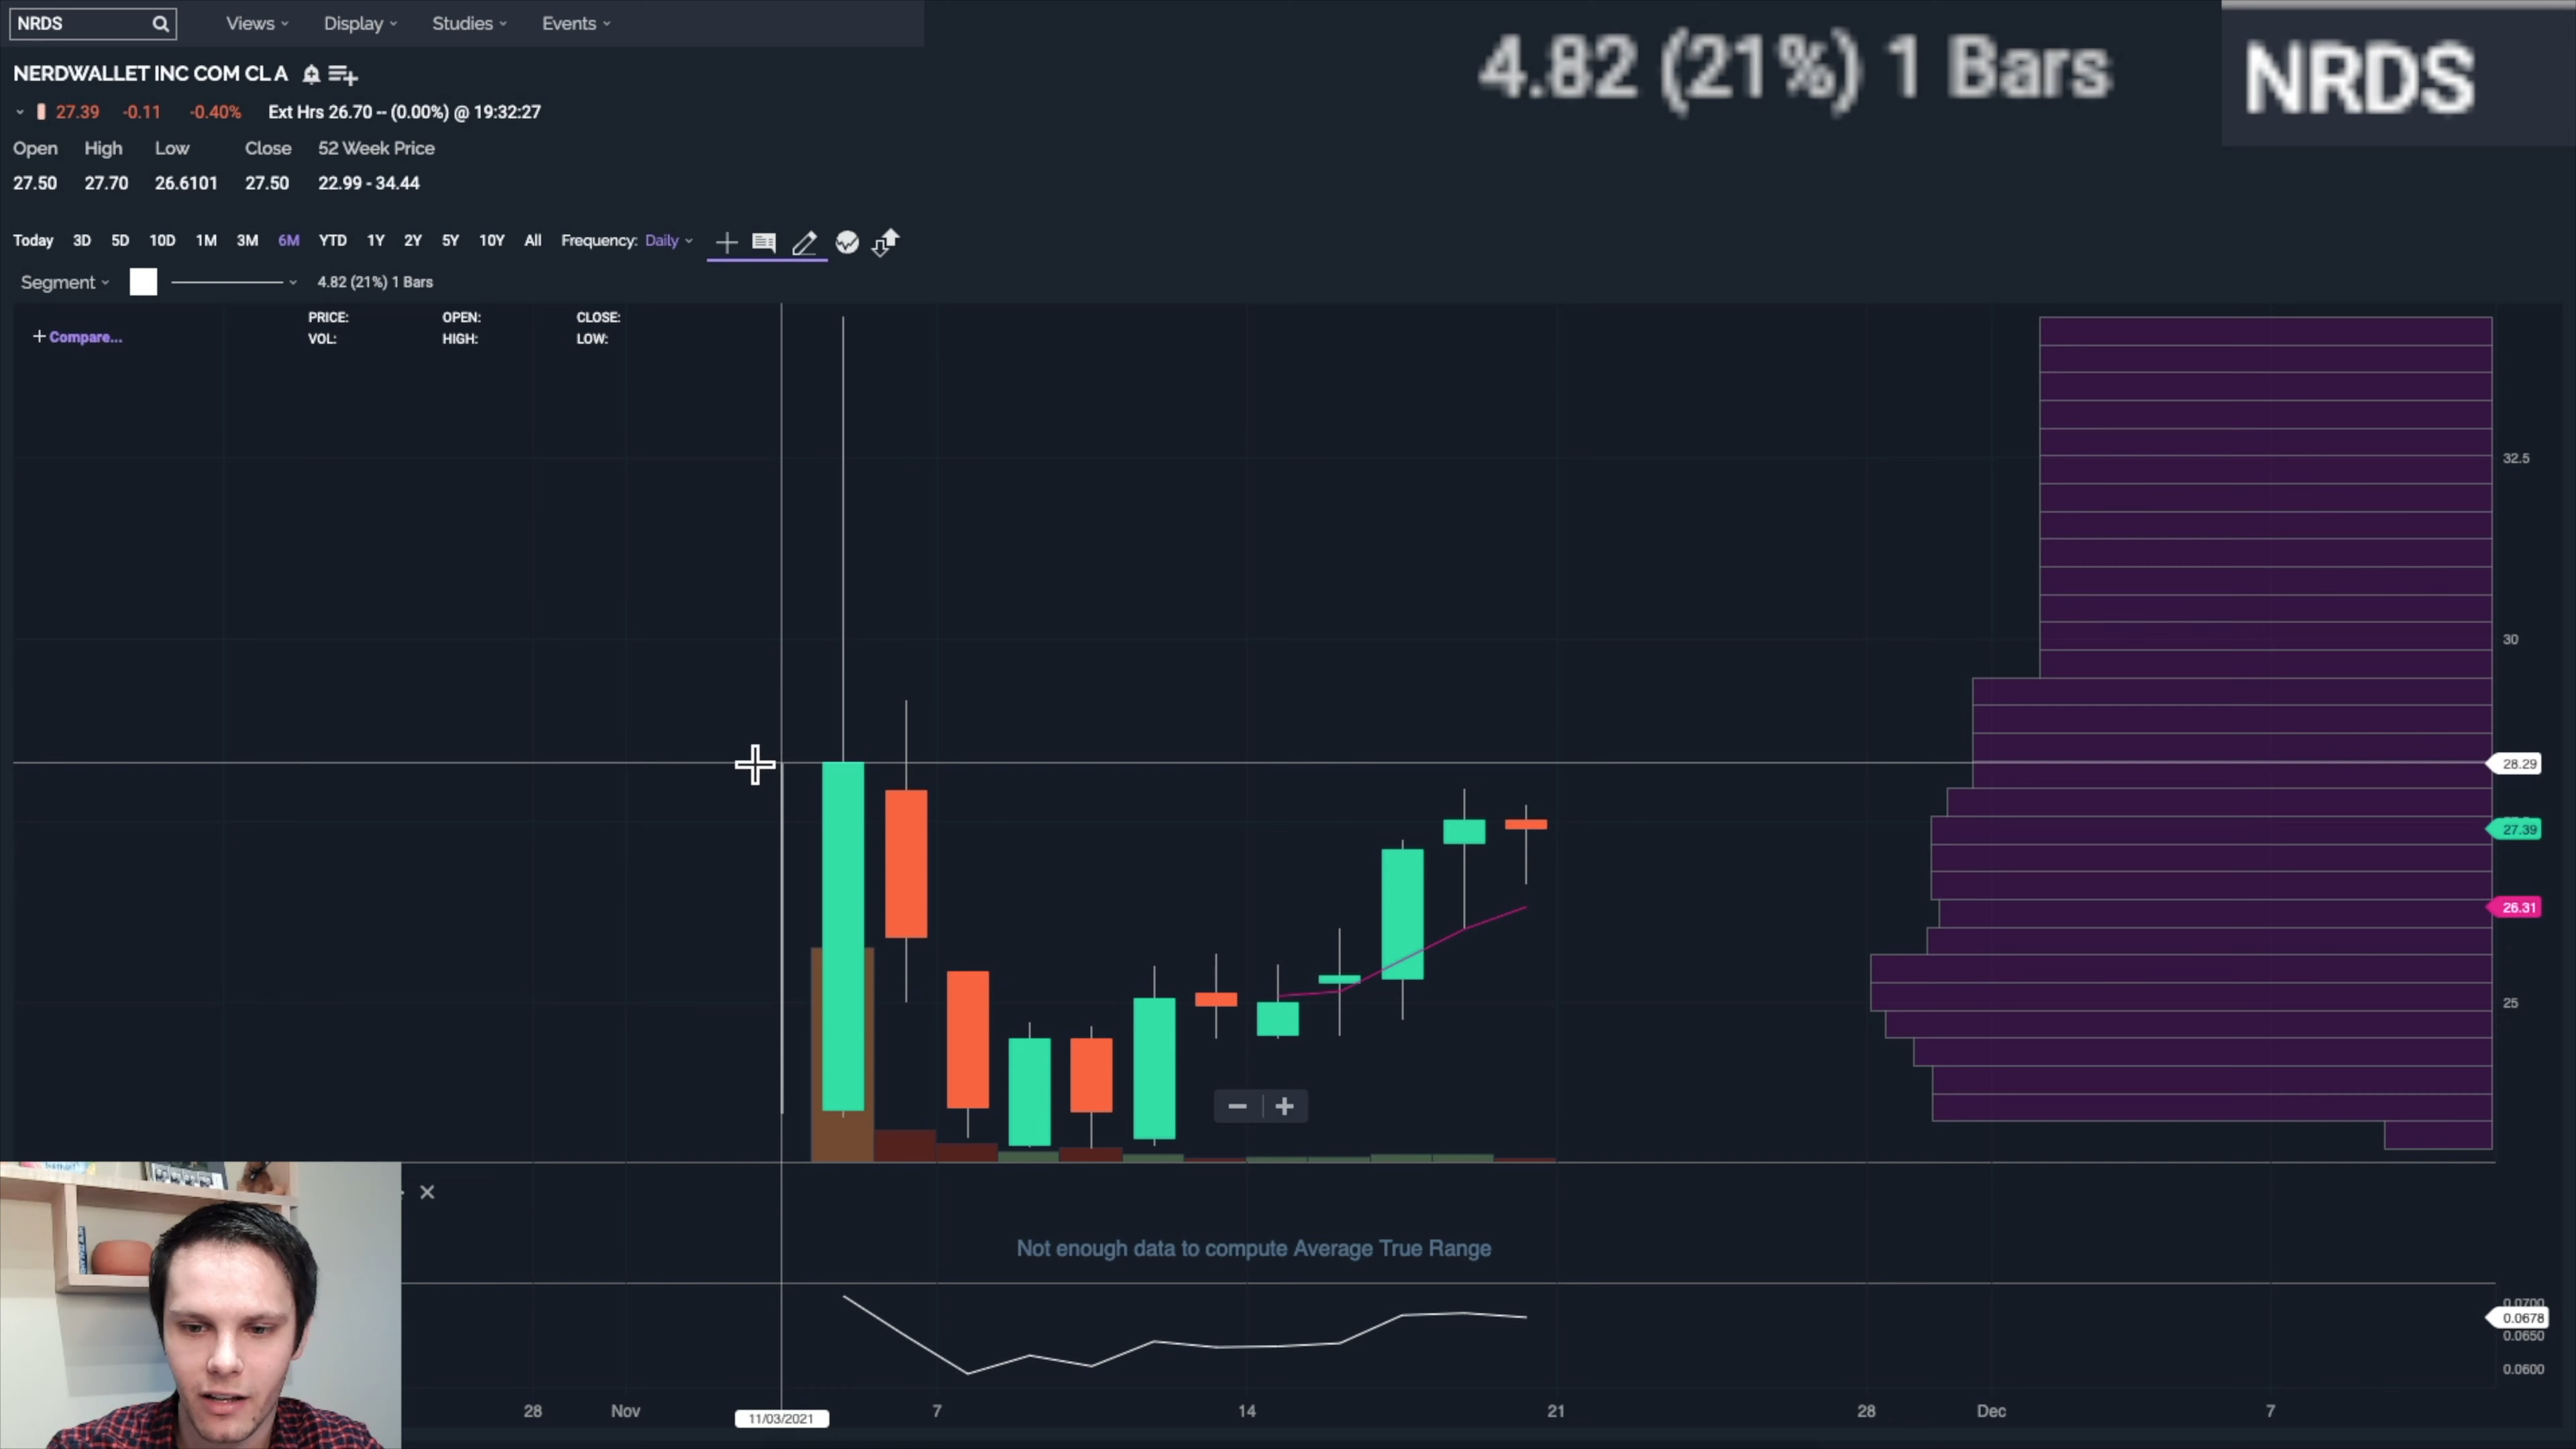 NRDS Views Display Studies Events
4.82 (21%) 1 Bars
NRDS
NERDWALLET INC COM CL A
27.39 -0.11 -0.40% Ext Hrs 26.70 -- (0.00%) @ 19:32:27
Open High Low Close 52 Week Price
27.50 27.70 26.6101 27.50 22.99 - 34.44
Today 3D 5D 10D 1M 3M 6M YTD 1Y 2Y 5Y 10Y All Frequency: Daily
Segment 4.82 (21%) 1 Bars
PRICE: OPEN: CLOSE:
+ Compare...
VOL: HIGH: LOW:
32.5
30
28.29
27.39
26.31
25
Not enough data to compute Average True Range
0.0700
0.0678
0.0650
0.0600
28 Nov 7 14 21 28 Dec 7
11/03/2021